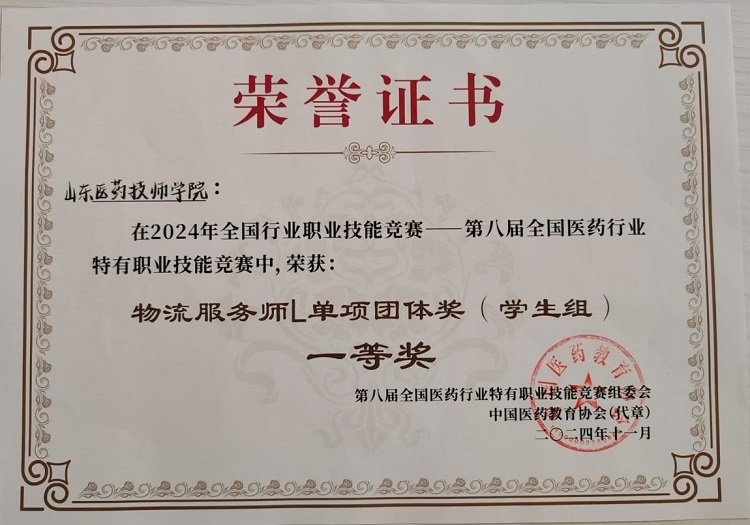 荣誉证书
山东医药技师学院：
在2024年全国行业职业技能竞赛——第八届全国医药行业
特有职业技能竞赛中,荣获：
物流服务师L单项团体奖（学生组）
一等奖
第八届全国医药行业特有职业技能竞赛组委会
中国医药教育协会(代章)
二〇二四年十一月